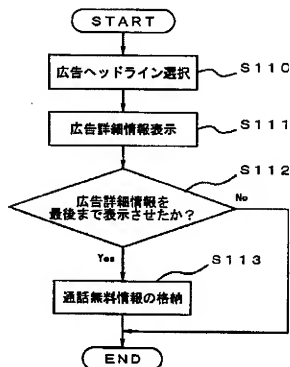 START
広告ヘッドライン選択
S110
広告詳細情報表示
S111
S112
広告詳細情報を
最後まで表示させたか？
No
Yes
S113
通話無料情報の格納
END